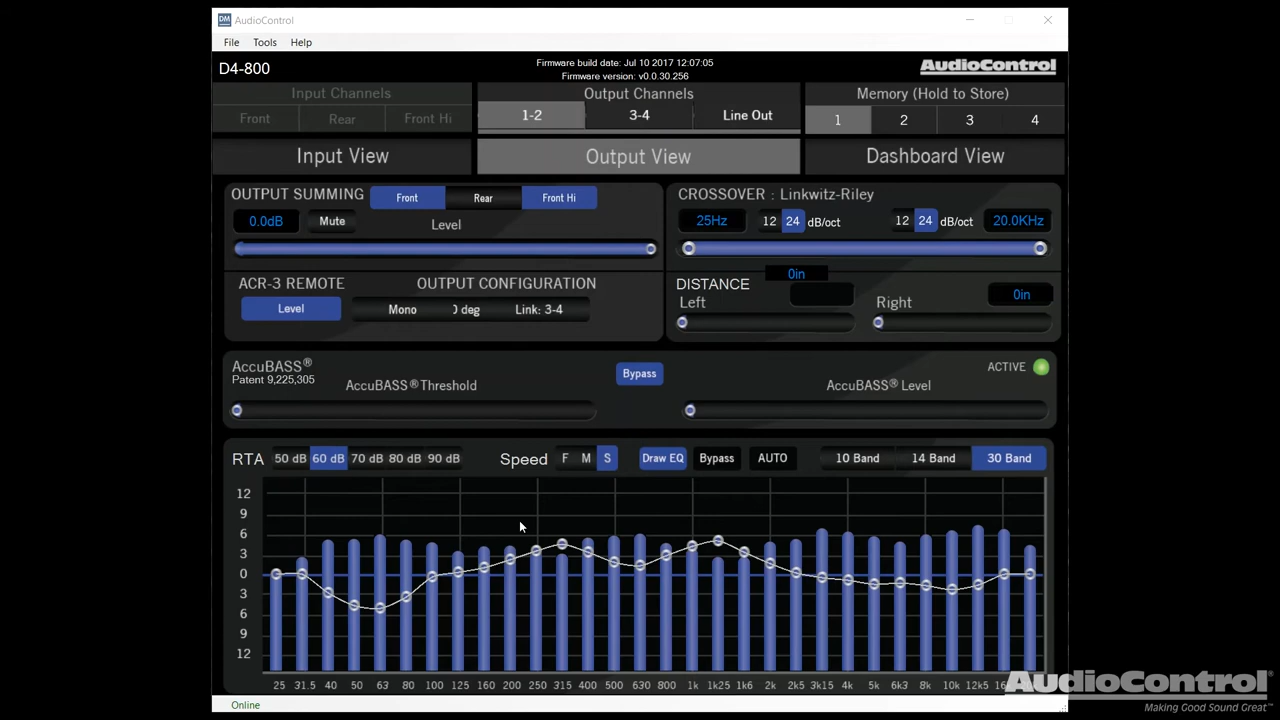 AudioControl
File Tools Help
D4-800
Firmware build date: Jul 10 2017 12:07:05
Firmware version: v0.0.30.256
AudioControl
Input Channels
Output Channels
Memory (Hold to Store)
Front Rear Front Hi
1-2 3-4 Line Out
1 2 3 4
Input View
Output View
Dashboard View
OUTPUT SUMMING Front Rear Front Hi
0.0dB Mute Level
CROSSOVER : Linkwitz-Riley
25Hz 12 24 dB/oct 12 24 dB/oct 20.0KHz
ACR-3 REMOTE OUTPUT CONFIGURATION
Level Mono deg Link: 3-4
0in
DISTANCE
Left Right 0in
AccuBASS®
Patent 9,225,305
AccuBASS® Threshold
Bypass
AccuBASS® Level
ACTIVE
RTA 50 dB 60 dB 70 dB 80 dB 90 dB Speed F M S Draw EQ Bypass AUTO 10 Band 14 Band 30 Band
12
9
6
3
0
3
6
9
12
25 31.5 40 50 63 80 100 125 160 200 250 315 400 500 630 800 1k 1k25 1k6 2k 2k5 3k15 4k 5k 6k3 8k 10k 12k5
Online
AudioControl
Making Good Sound Great™